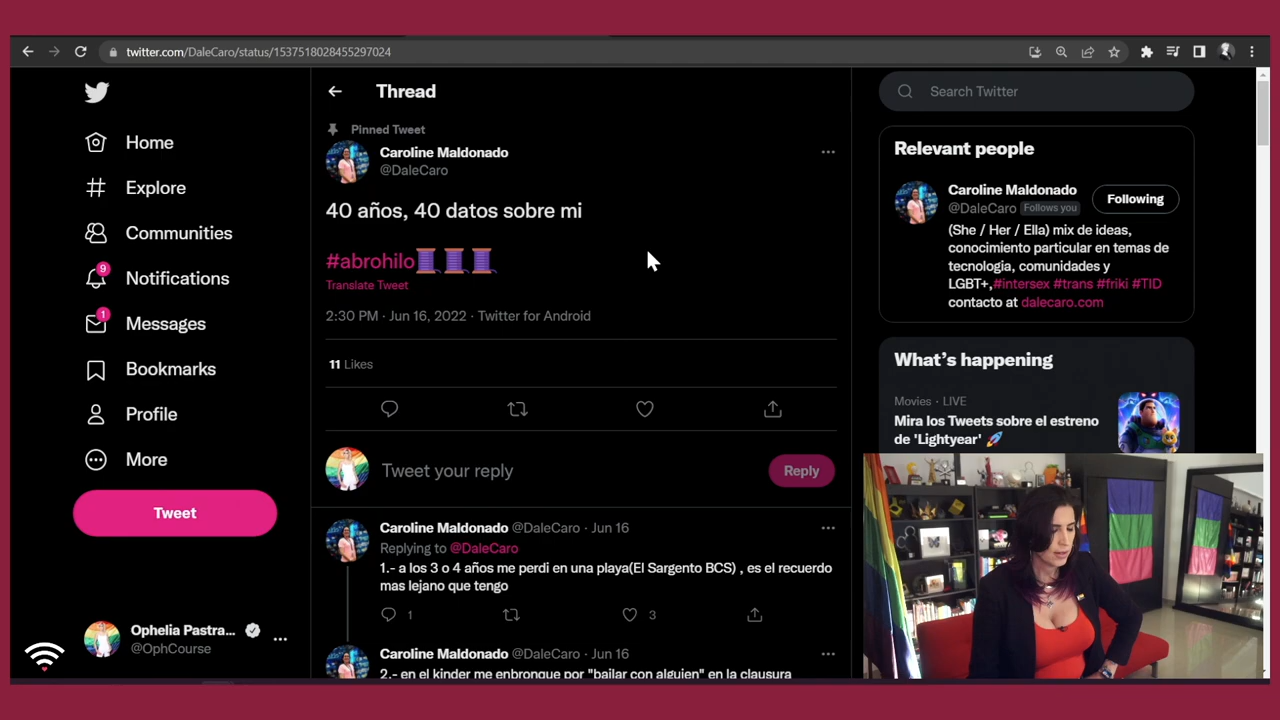 twitter.com/DaleCaro/status/1537518028455297024
Home
Explore
Communities
9
Notifications
1
Messages
Bookmarks
Profile
More
Tweet
Ophelia Pastra...
@OphCourse
Thread
Pinned Tweet
Caroline Maldonado
@DaleCaro
40 años, 40 datos sobre mi
#abrohilo
Translate Tweet
2:30 PM · Jun 16, 2022 · Twitter for Android
11 Likes
Tweet your reply
Reply
Caroline Maldonado @DaleCaro · Jun 16
Replying to @DaleCaro
1.- a los 3 o 4 años me perdi en una playa(El Sargento BCS) , es el recuerdo
mas lejano que tengo
1
3
Caroline Maldonado @DaleCaro · Jun 16
2.- en el kinder me enbronque por "bailar con alguien" en la clausura
Search Twitter
Relevant people
Caroline Maldonado
@DaleCaro Follows you
Following
(She / Her / Ella) mix de ideas,
conocimiento particular en temas de
tecnologia, comunidades y
LGBT+,#intersex #trans #friki #TID
contacto at dalecaro.com
What's happening
Movies · LIVE
Mira los Tweets sobre el estreno
de 'Lightyear'